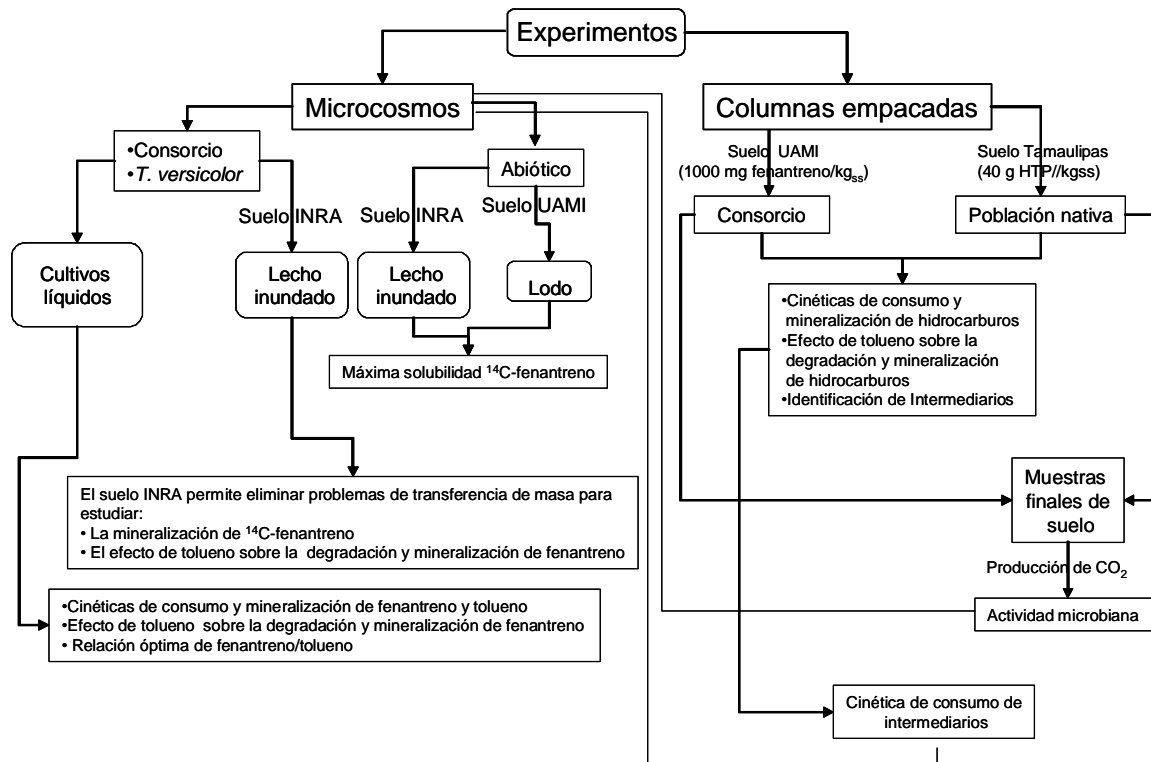 Experimentos
Microcosmos
Columnas empacadas
•Consorcio
•T. versicolor
Abiótico
Suelo INRA
Suelo INRA
Suelo UAMI
Cultivos
líquidos
Lecho
inundado
Lecho
inundado
Lodo
Máxima solubilidad ¹⁴C-fenantreno
Suelo UAMI
(1000 mg fenantreno/kgss)
Suelo Tamaulipas
(40 g HTP//kgss)
Consorcio
Población nativa
•Cinéticas de consumo y
mineralización de hidrocarburos
•Efecto de tolueno sobre la
degradación y mineralización
de hidrocarburos
•Identificación de Intermediarios
El suelo INRA permite eliminar problemas de transferencia de masa para
estudiar:
• La mineralización de ¹⁴C-fenantreno
• El efecto de tolueno sobre la degradación y mineralización de fenantreno
Muestras
finales de
suelo
Producción de CO₂
Actividad microbiana
•Cinéticas de consumo y mineralización de fenantreno y tolueno
•Efecto de tolueno sobre la degradación y mineralización de fenantreno
• Relación óptima de fenantreno/tolueno
Cinética de consumo de
intermediarios